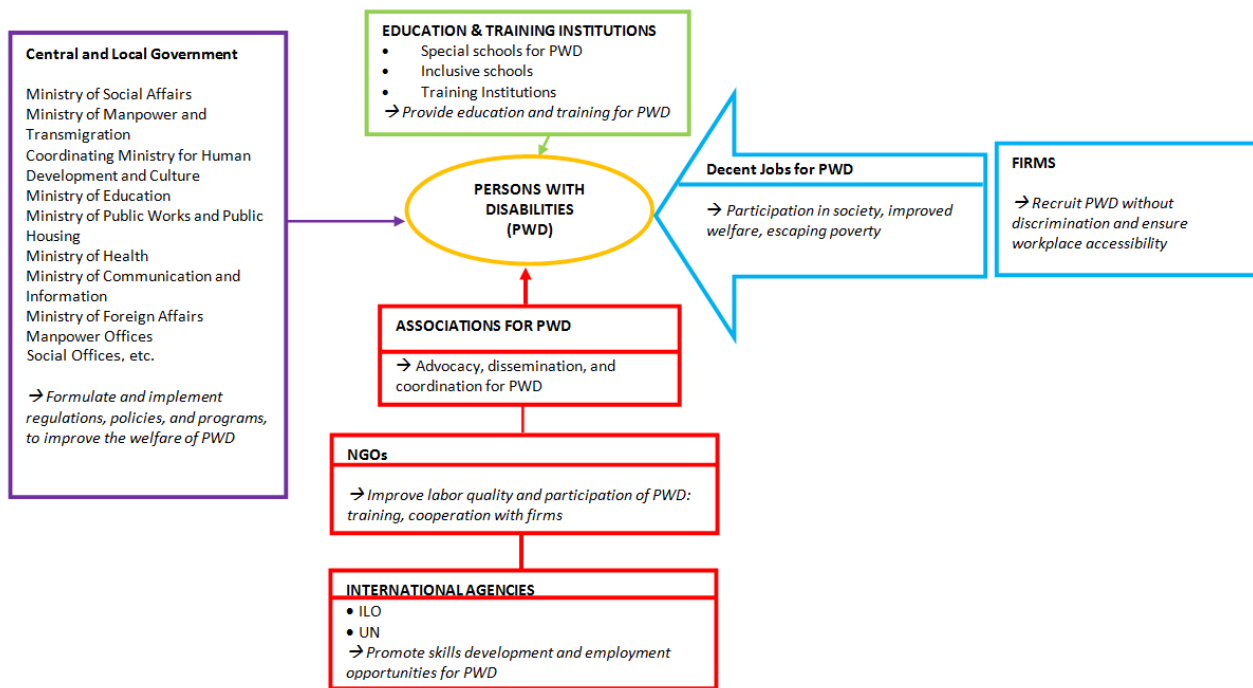 Central and Local Government
Ministry of Social Affairs
Ministry of Manpower and
Transmigration
Coordinating Ministry for Human
Development and Culture
Ministry of Education
Ministry of Public Works and Public
Housing
Ministry of Health
Ministry of Communication and
Information
Ministry of Foreign Affairs
Manpower Offices
Social Offices, etc.
→ Formulate and implement
regulations, policies, and programs,
to improve the welfare of PWD
EDUCATION & TRAINING INSTITUTIONS
• Special schools for PWD
• Inclusive schools
• Training Institutions
→ Provide education and training for PWD
PERSONS WITH
DISABILITIES
(PWD)
Decent Jobs for PWD
→ Participation in society, improved
welfare, escaping poverty
FIRMS
→ Recruit PWD without
discrimination and ensure
workplace accessibility
ASSOCIATIONS FOR PWD
→ Advocacy, dissemination, and
coordination for PWD
NGOs
→ Improve labor quality and participation of PWD:
training, cooperation with firms
INTERNATIONAL AGENCIES
• ILO
• UN
→ Promote skills development and employment
opportunities for PWD